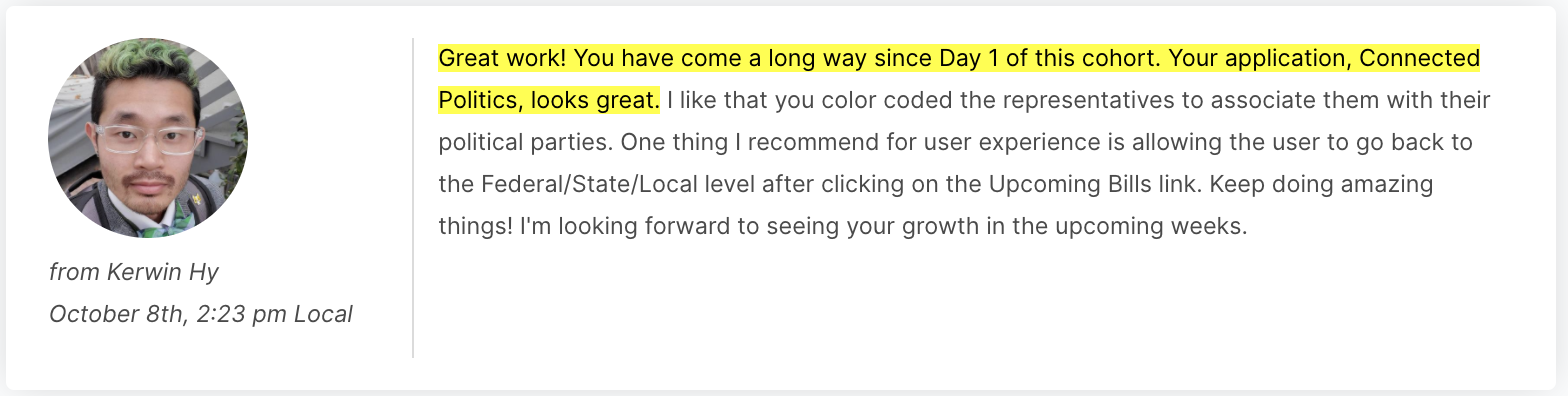 Great work! You have come a long way since Day 1 of this cohort. Your application, Connected
Politics, looks great. I like that you color coded the representatives to associate them with their
political parties. One thing I recommend for user experience is allowing the user to go back to
the Federal/State/Local level after clicking on the Upcoming Bills link. Keep doing amazing
things! I'm looking forward to seeing your growth in the upcoming weeks.
from Kerwin Hy
October 8th, 2:23 pm Local